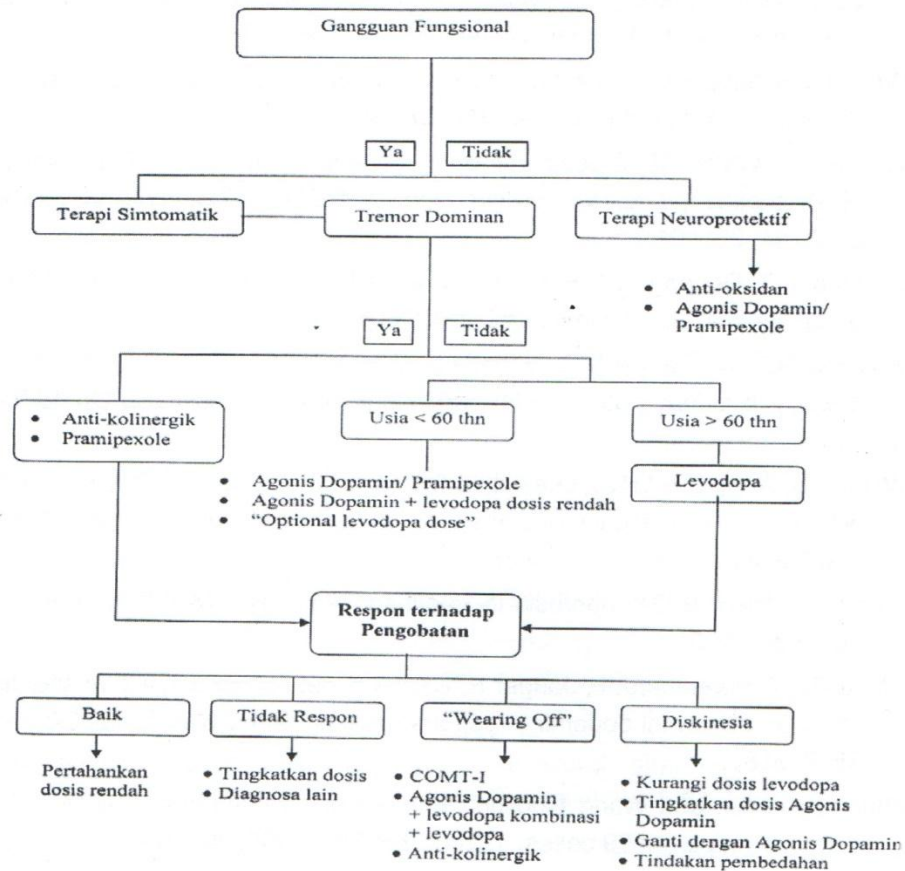 Gangguan Fungsional
Ya
Tidak
Terapi Simtomatik
Tremor Dominan
Terapi Neuroprotektif
• Anti-oksidan
• Agonis Dopamin/
Pramipexole
Ya
Tidak
• Anti-kolinergik
• Pramipexole
Usia < 60 thn
Usia > 60 thn
• Agonis Dopamin/ Pramipexole
• Agonis Dopamin + levodopa dosis rendah
• “Optional levodopa dose”
Levodopa
Respon terhadap
Pengobatan
Baik
Tidak Respon
“Wearing Off”
Diskinesia
Pertahankan
dosis rendah
• Tingkatkan dosis
• Diagnosa lain
• COMT-I
• Agonis Dopamin
+ levodopa kombinasi
+ levodopa
• Anti-kolinergik
• Kurangi dosis levodopa
• Tingkatkan dosis Agonis
Dopamin
• Ganti dengan Agonis Dopamin
• Tindakan pembedahan